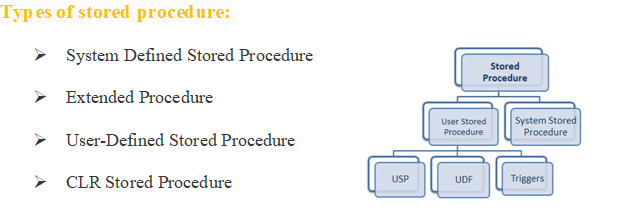 Types of stored procedure:
System Defined Stored Procedure
Extended Procedure
User-Defined Stored Procedure
CLR Stored Procedure
Stored
Procedure
User Stored
Procedure
System Stored
Procedure
USP
UDF
Triggers